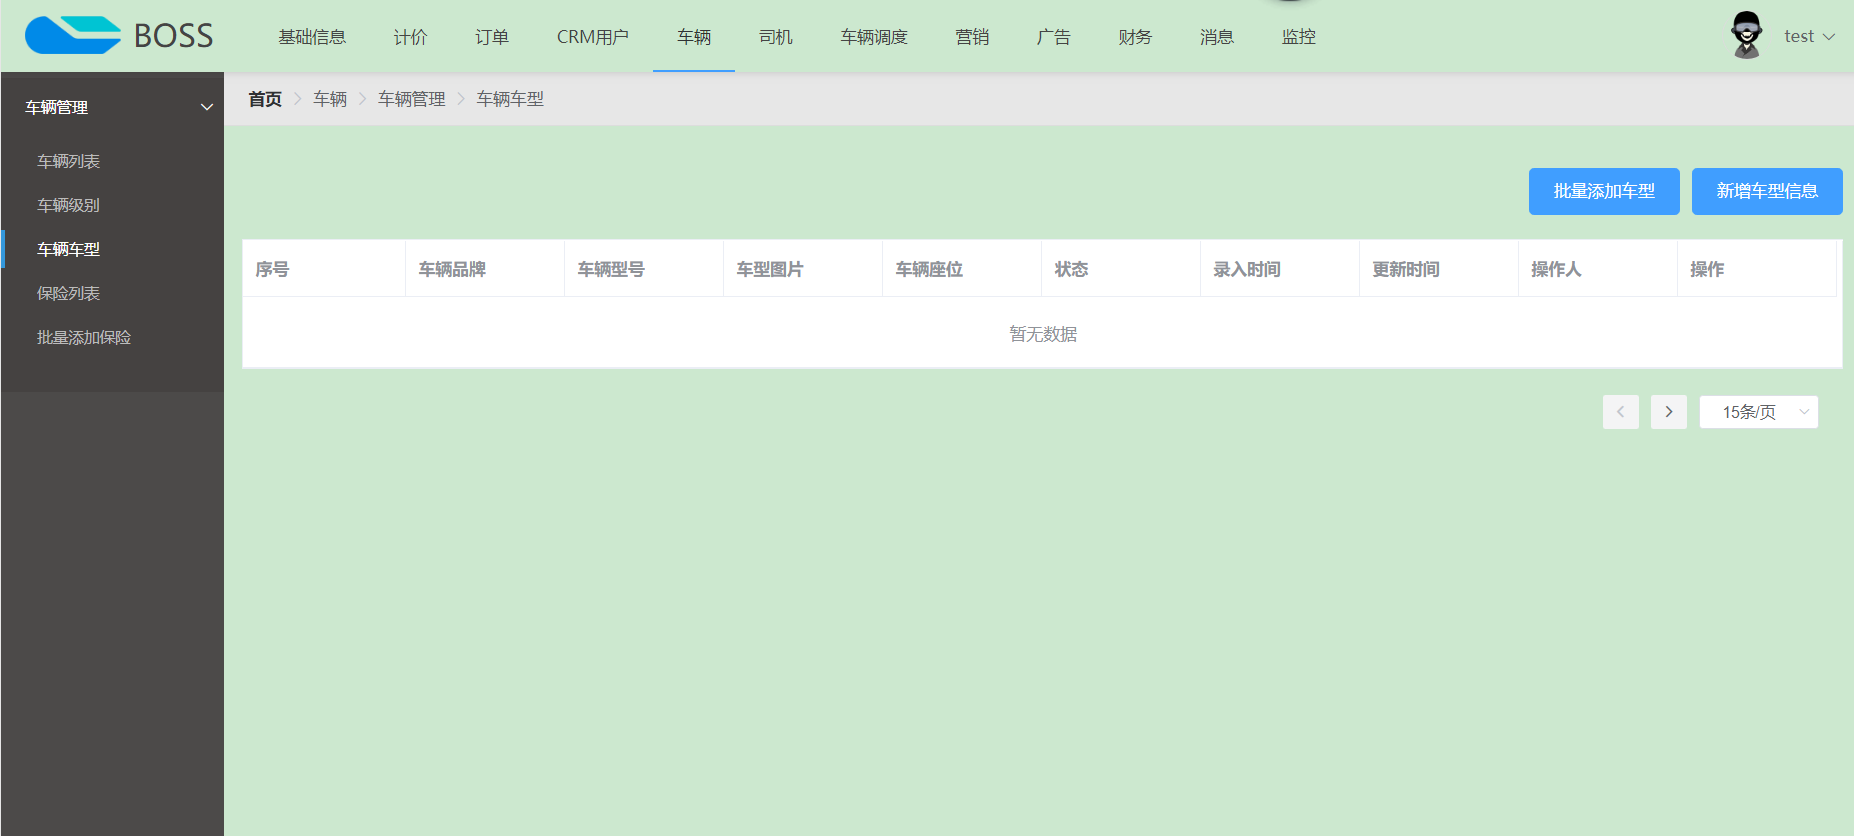 BOSS 基础信息 计价 订单 CRM用户 车辆 司机 车辆调度 营销 广告 财务 消息 监控 test
车辆管理
车辆列表
车辆级别
车辆车型
保险列表
批量添加保险
首页 车辆 车辆管理 车辆车型
批量添加车型 新增车型信息
序号 车辆品牌 车辆型号 车型图片 车辆座位 状态 录入时间 更新时间 操作人 操作
暂无数据
15条/页